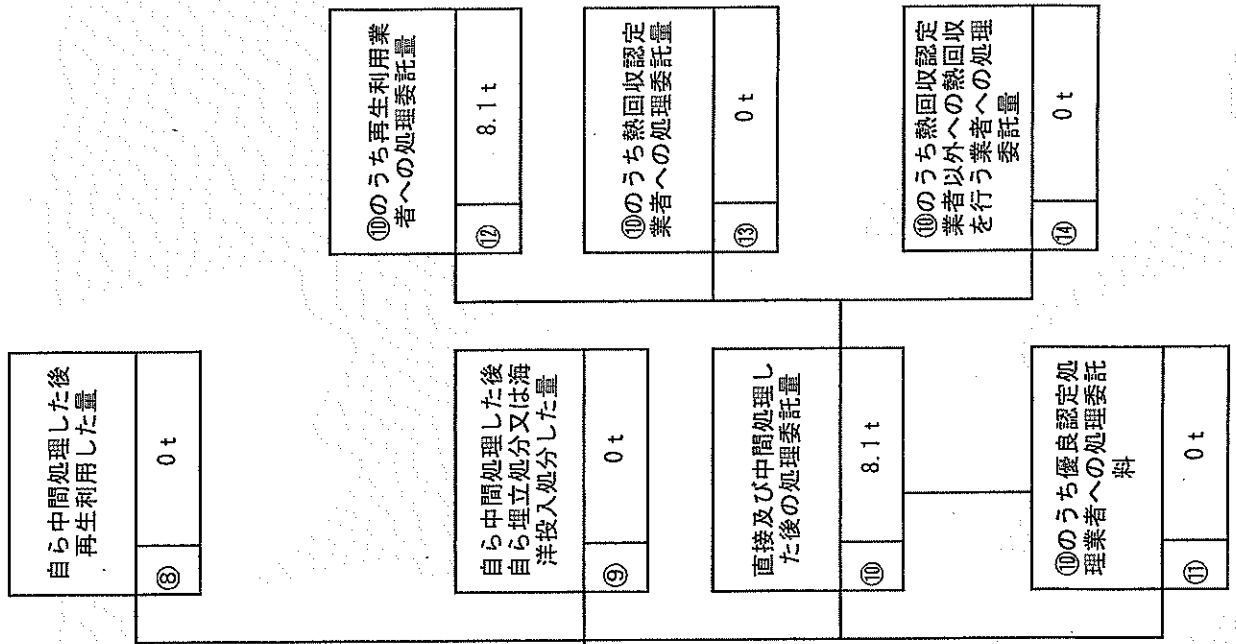 自ら中間処理した後
再生利用した量
⑧
0 t
自ら中間処理した後
自ら埋立処分又は海
洋投入処分した量
⑨
0 t
直接及び中間処理し
た後の処理委託量
⑩
8.1 t
⑩のうち優良認定処
理業者への処理委託
料
⑪
0 t
⑩のうち再生利用業
者への処理委託量
⑫
8.1 t
⑩のうち熱回収認定
業者への処理委託量
⑬
0 t
⑩のうち熱回収認定
業者以外への熱回収
を行う業者への処理
委託量
⑭
0 t